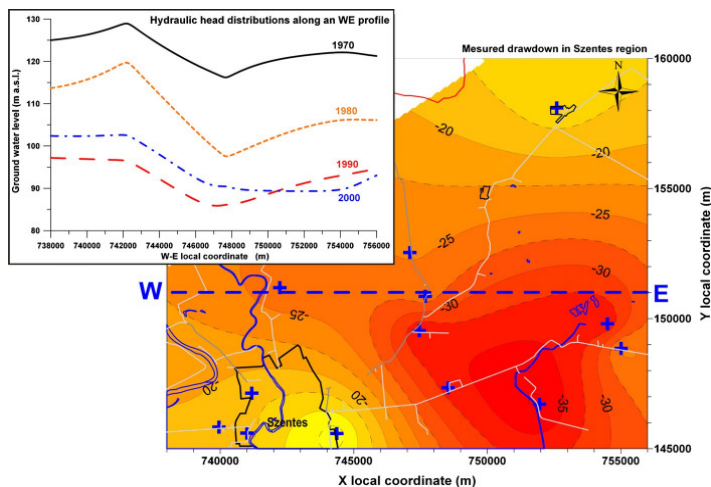 Hydraulic head distributions along an WE profile
130
120
110
100
90
80
Ground water level (m a.s.l.)
1970
1980
1990
2000
738000 740000 742000 744000 746000 748000 750000 752000 754000 756000
W-E local coordinate (m)
Mesured drawdown in Szentes region
N
-20
-20
-25
-25
-30
W
E
-30
-25
-20
-20
-35
-30
Szentes
160000
155000
150000
145000
Y local coordinate (m)
740000 745000 750000 755000
X local coordinate (m)